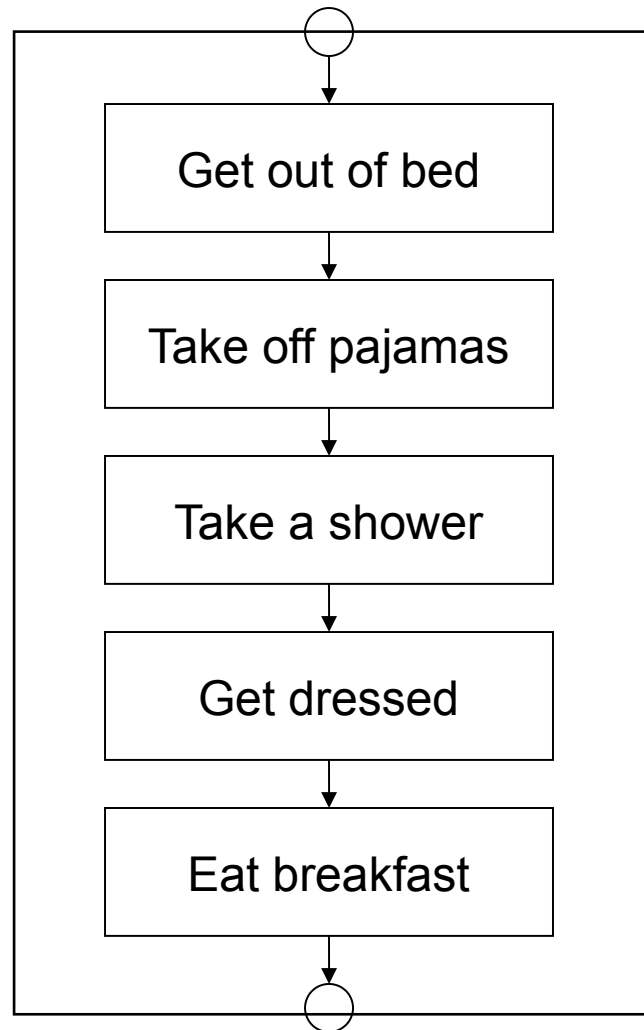 Get out of bed
Take off pajamas
Take a shower
Get dressed
Eat breakfast